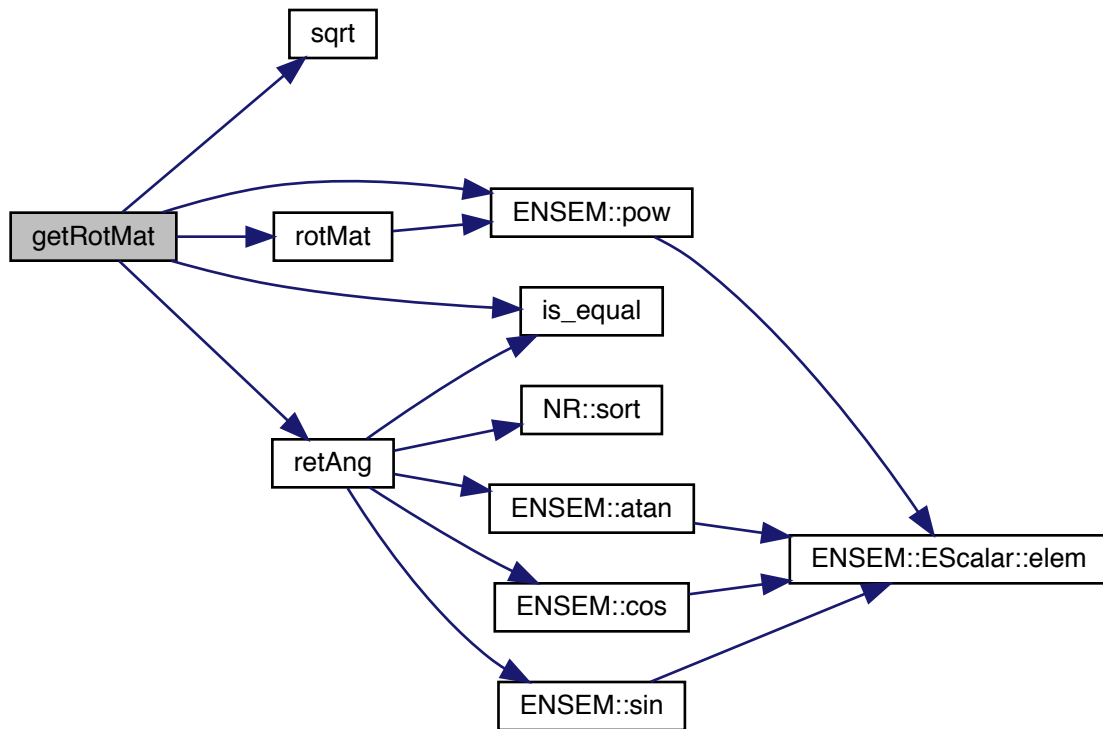 sqrt
ENSEM::pow
getRotMat
rotMat
is_equal
NR::sort
retAng
ENSEM::atan
ENSEM::EScalar::elem
ENSEM::cos
ENSEM::sin